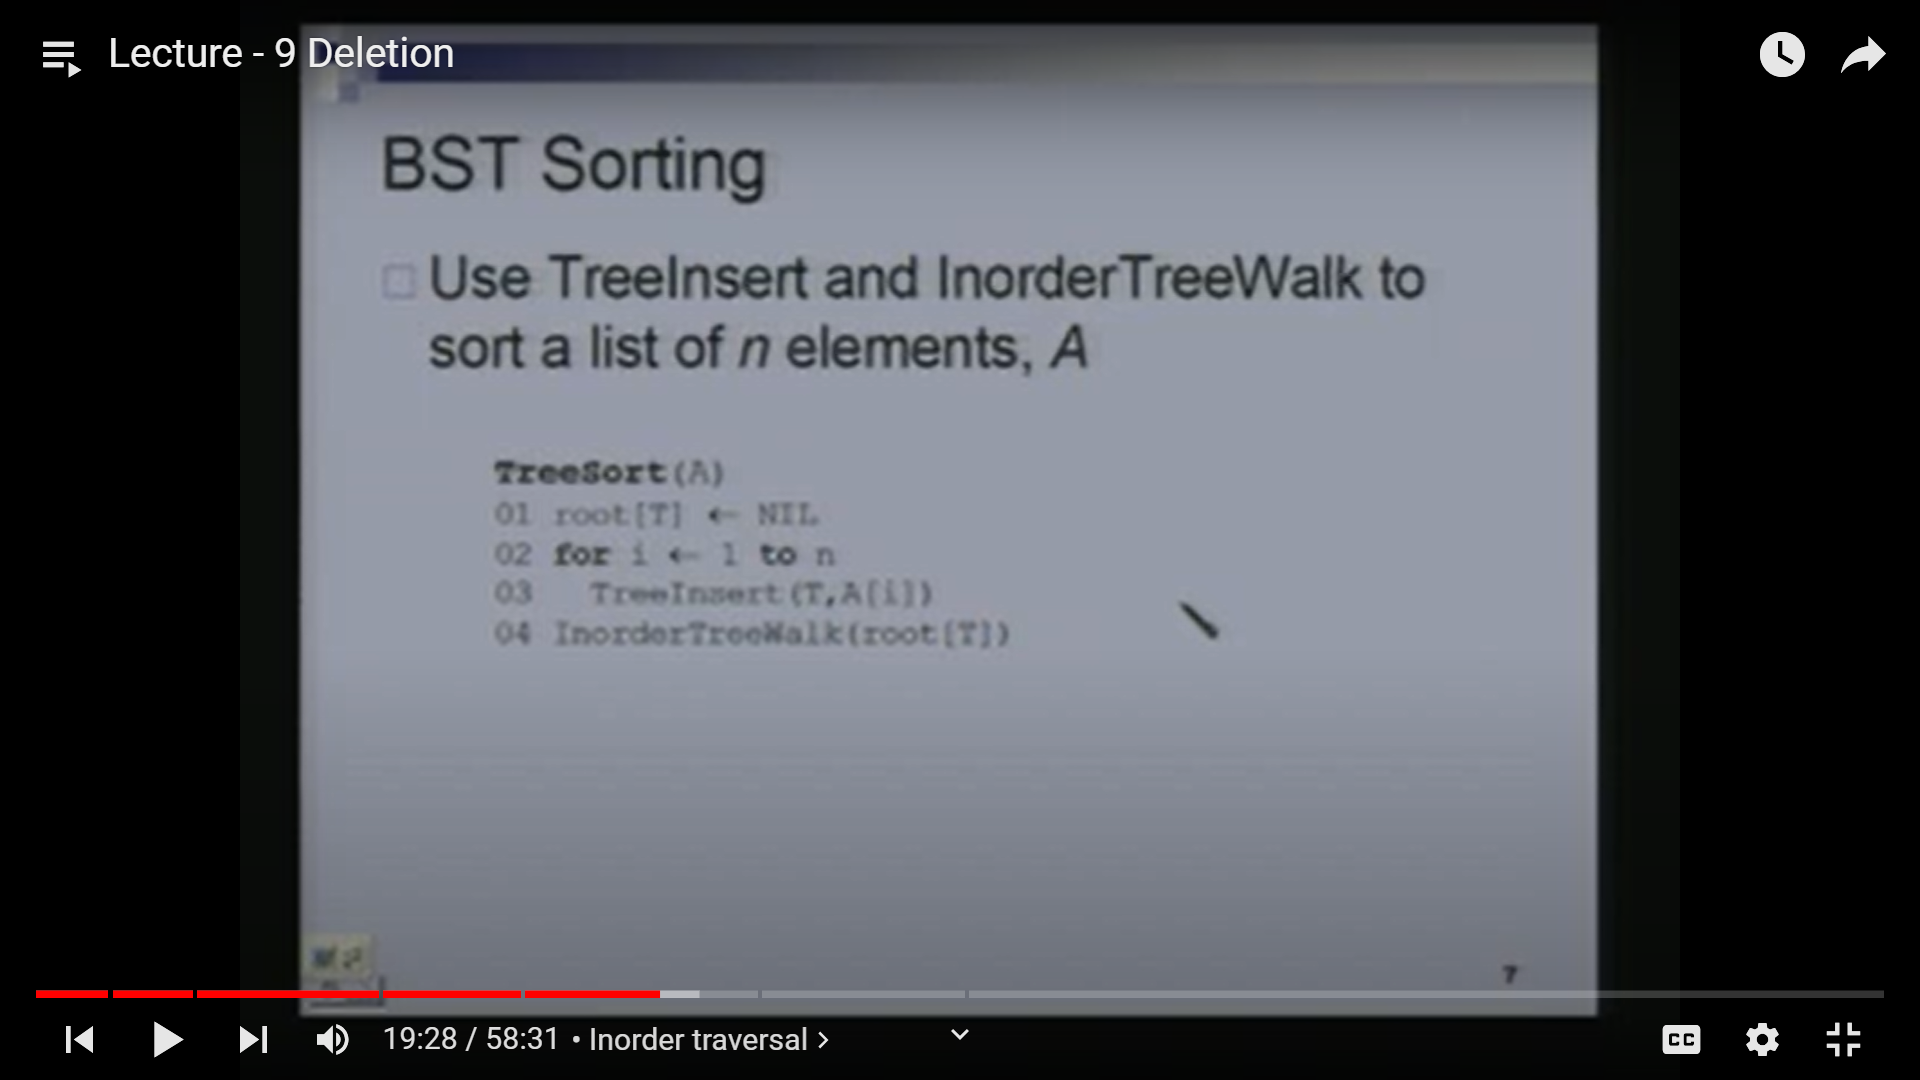 Lecture - 9 Deletion
BST Sorting
Use TreeInsert and InorderTreeWalk to
sort a list of n elements, A
TreeSort(A)
01 root[T] ← NIL
02 for i ← 1 to n
03 TreeInsert(T,A[i])
04 InorderTreeWalk(root[T])
7
19:28 / 58:31 • Inorder traversal >
CC